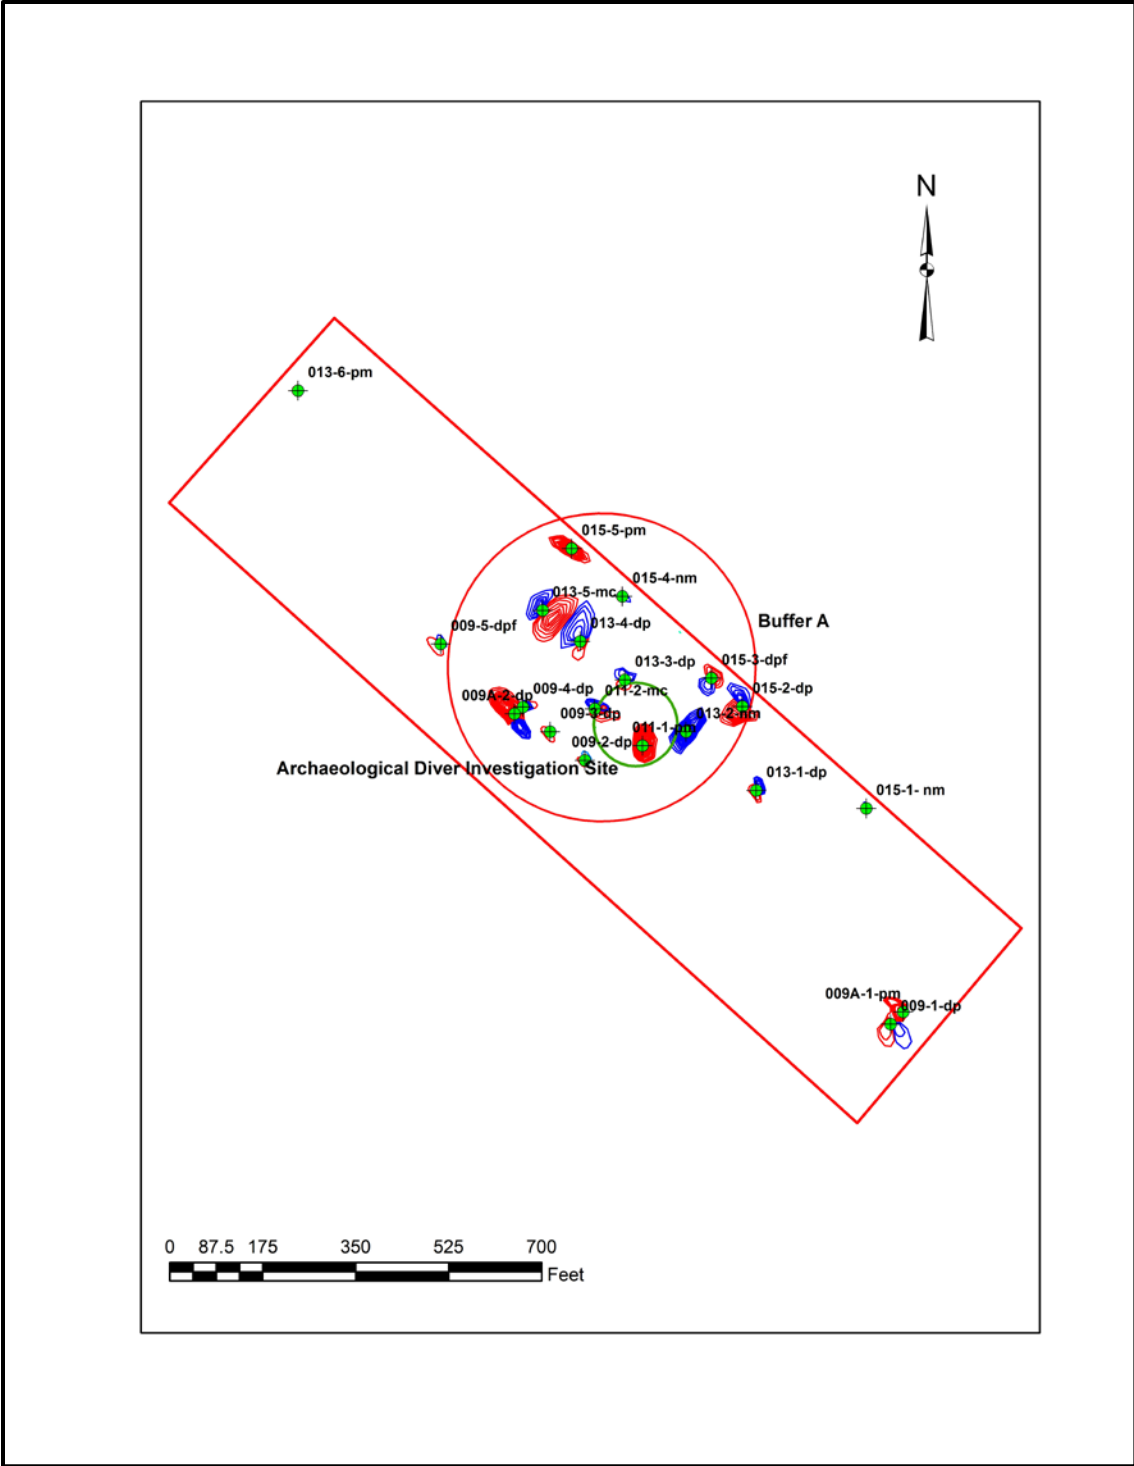 N
013-6-pm
015-5-pm
015-4-nm
013-5-mc
Buffer A
013-4-dp
009-5-dpf
013-3-dp
015-3-dpf
011-2-mc
015-2-dp
009-4-dp
009A-2-dp
009-3-dp
013-2-nm
011-1-pm
009-2-dp
Archaeological Diver Investigation Site
013-1-dp
015-1- nm
009A-1-pm
009-1-dp
0 87.5 175 350 525 700
Feet